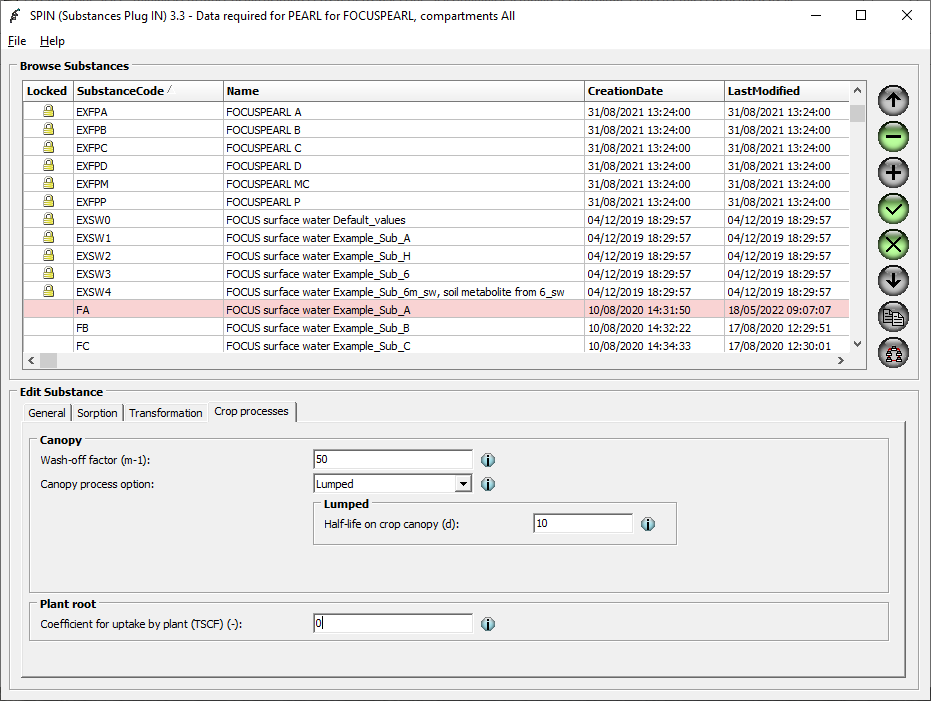 SPIN (Substances Plug IN) 3.3 - Data required for PEARL for FOCUSPEARL, compartments All
File Help
Browse Substances
Locked SubstanceCode Name CreationDate LastModified
EXFPA FOCUSPEARL A 31/08/2021 13:24:00 31/08/2021 13:24:00
EXFPB FOCUSPEARL B 31/08/2021 13:24:00 31/08/2021 13:24:00
EXFPC FOCUSPEARL C 31/08/2021 13:24:00 31/08/2021 13:24:00
EXFPD FOCUSPEARL D 31/08/2021 13:24:00 31/08/2021 13:24:00
EXFPM FOCUSPEARL MC 31/08/2021 13:24:00 31/08/2021 13:24:00
EXFPP FOCUSPEARL P 31/08/2021 13:24:00 31/08/2021 13:24:00
EXSW0 FOCUS surface water Default_values 04/12/2019 18:29:57 04/12/2019 18:29:57
EXSW1 FOCUS surface water Example_Sub_A 04/12/2019 18:29:57 04/12/2019 18:29:57
EXSW2 FOCUS surface water Example_Sub_H 04/12/2019 18:29:57 04/12/2019 18:29:57
EXSW3 FOCUS surface water Example_Sub_6 04/12/2019 18:29:57 04/12/2019 18:29:57
EXSW4 FOCUS surface water Example_Sub_6m_sw, soil metabolite from 6_sw 04/12/2019 18:29:57 04/12/2019 18:29:57
FA FOCUS surface water Example_Sub_A 10/08/2020 14:31:50 18/05/2022 09:07:07
FB FOCUS surface water Example_Sub_B 10/08/2020 14:32:22 17/08/2020 12:29:51
FC FOCUS surface water Example_Sub_C 10/08/2020 14:34:33 17/08/2020 12:30:01
Edit Substance
General Sorption Transformation Crop processes
Canopy
Wash-off factor (m-1): 50
Canopy process option: Lumped
Lumped
Half-life on crop canopy (d): 10
Plant root
Coefficient for uptake by plant (TSCF) (-): 0